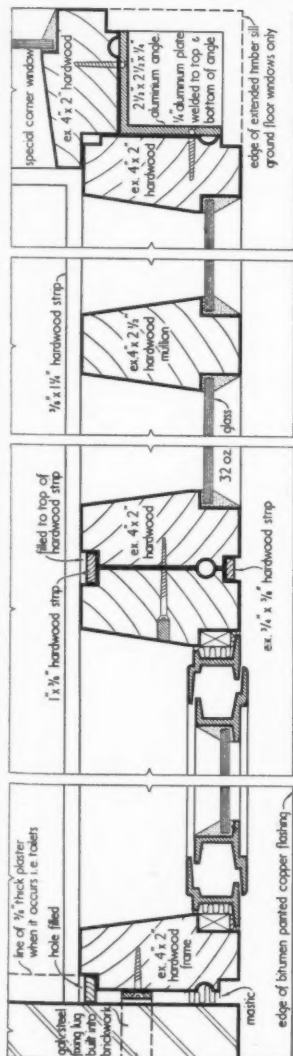 special corner window
ex. 4" x 2" hardwood
2½" x 2½" x ¼"
aluminium angle.
¼" aluminium plate
welded to top &
bottom of angle
ex. 4" x 2"
hardwood
edge of extended timber sill
ground floor windows only
⅜" x 1¼" hardwood strip
ex. 4" x 2½"
hardwood
mullion
glass
32 oz.
filled to top of
hardwood strip
1" x ⅜" hardwood strip
ex. 4" x 2"
hardwood
ex. ¾" x ⅜"
hardwood strip
line of ¾" thick plaster
when it occurs i.e. toilets
hole filled
galv. steel
fixing lug
built into
brickwork
ex. 4" x 2"
hardwood
frame
mastic
edge of bitumen painted copper flashing